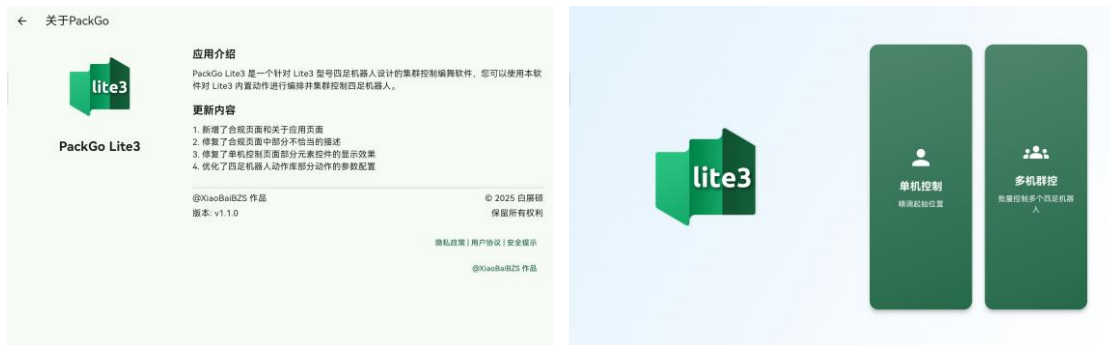 关于PackGo
lite3
PackGo Lite3
应用介绍
PackGo Lite3 是一个针对 Lite3 型号四足机器人设计的集群控制编舞软件，您可以使用本软
件对 Lite3 内置动作进行编排并集群控制四足机器人。
更新内容
1. 新增了合规页面和关于应用页面
2. 修复了合规页面中部分不恰当的描述
3. 修复了单机控制页面部分元素控件的显示效果
4. 优化了四足机器人动作库部分动作的参数配置
@XiaoBaiBZS 作品
© 2025 白展硕
版本: v1.1.0
保留所有权利
隐私政策 | 用户协议 | 安全提示
@XiaoBaiBZS 作品
lite3
单机控制
精调起始位置
多机群控
批量控制多个四足机器
人